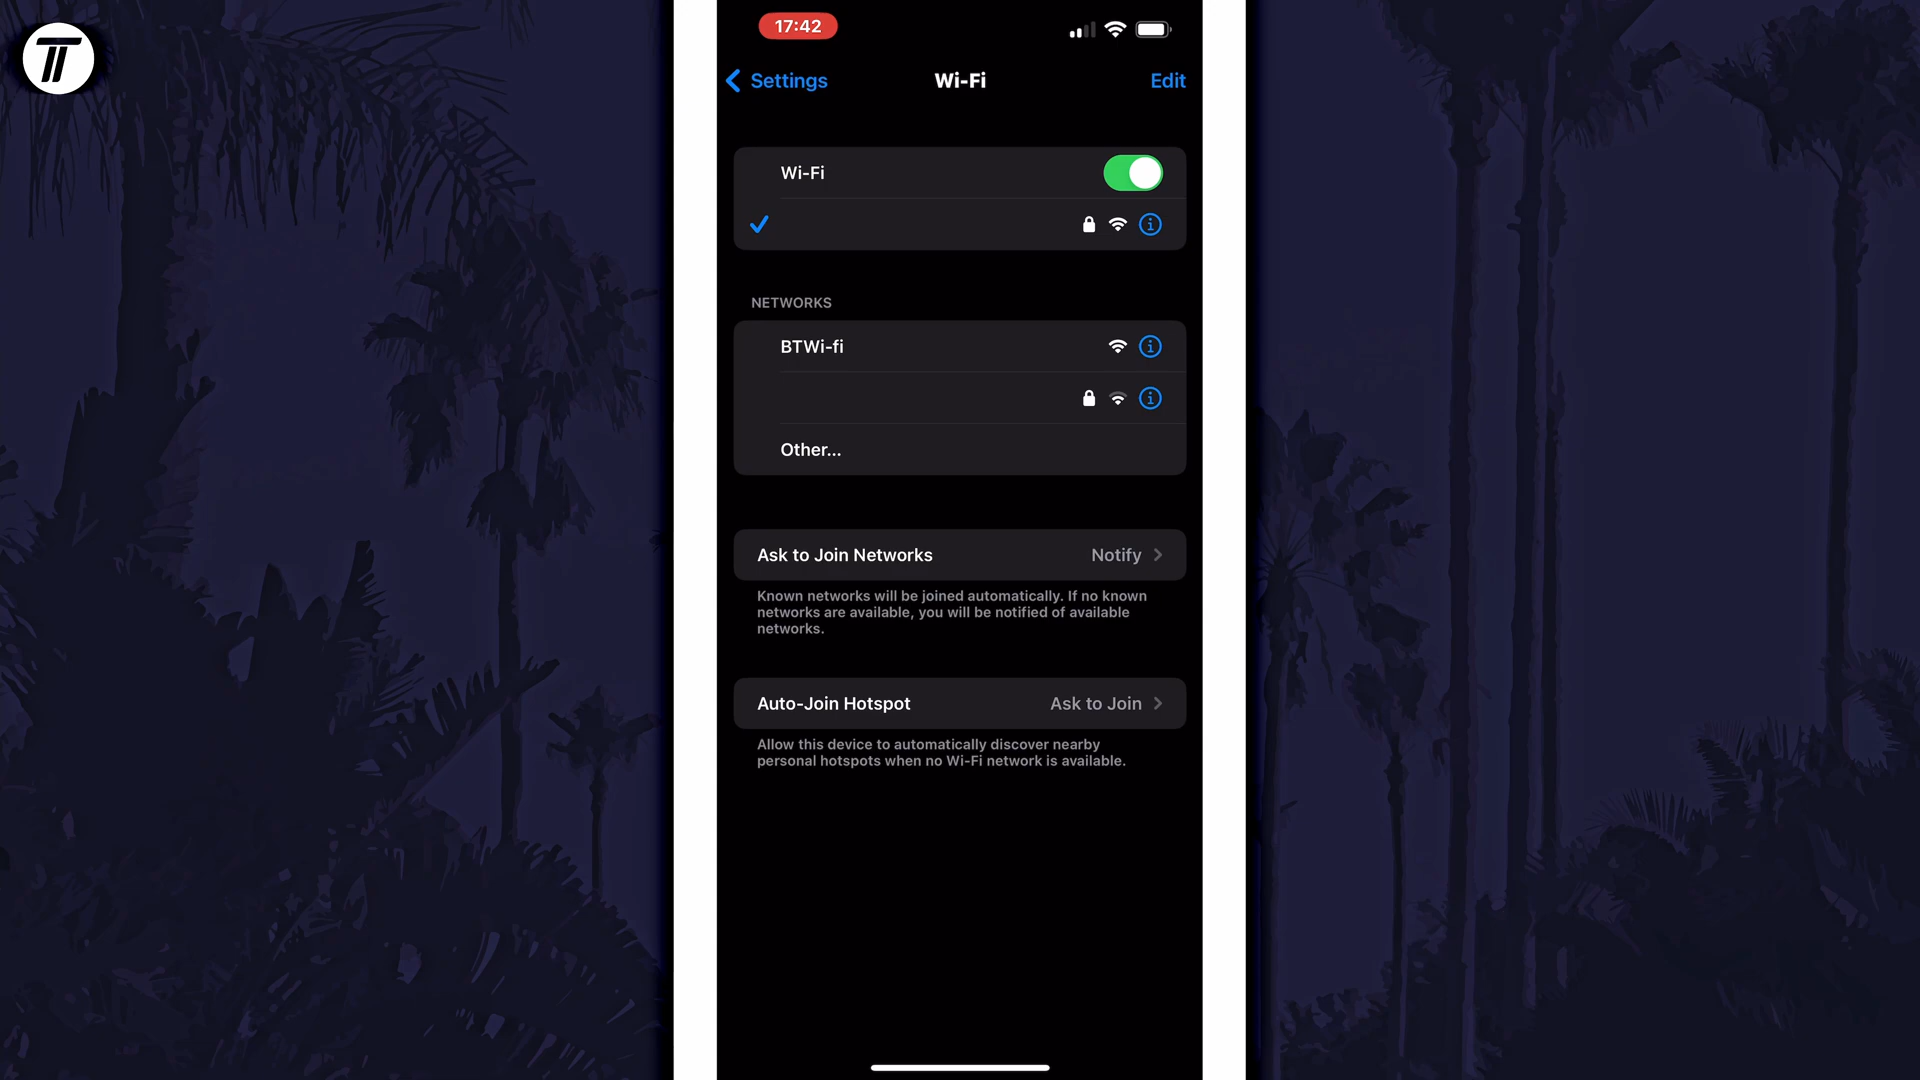 17:42
Settings
Wi-Fi
Edit
Wi-Fi
NETWORKS
BTWi-fi
Other...
Ask to Join Networks
Notify
Known networks will be joined automatically. If no known
networks are available, you will be notified of available
networks.
Auto-Join Hotspot
Ask to Join
Allow this device to automatically discover nearby
personal hotspots when no Wi-Fi network is available.